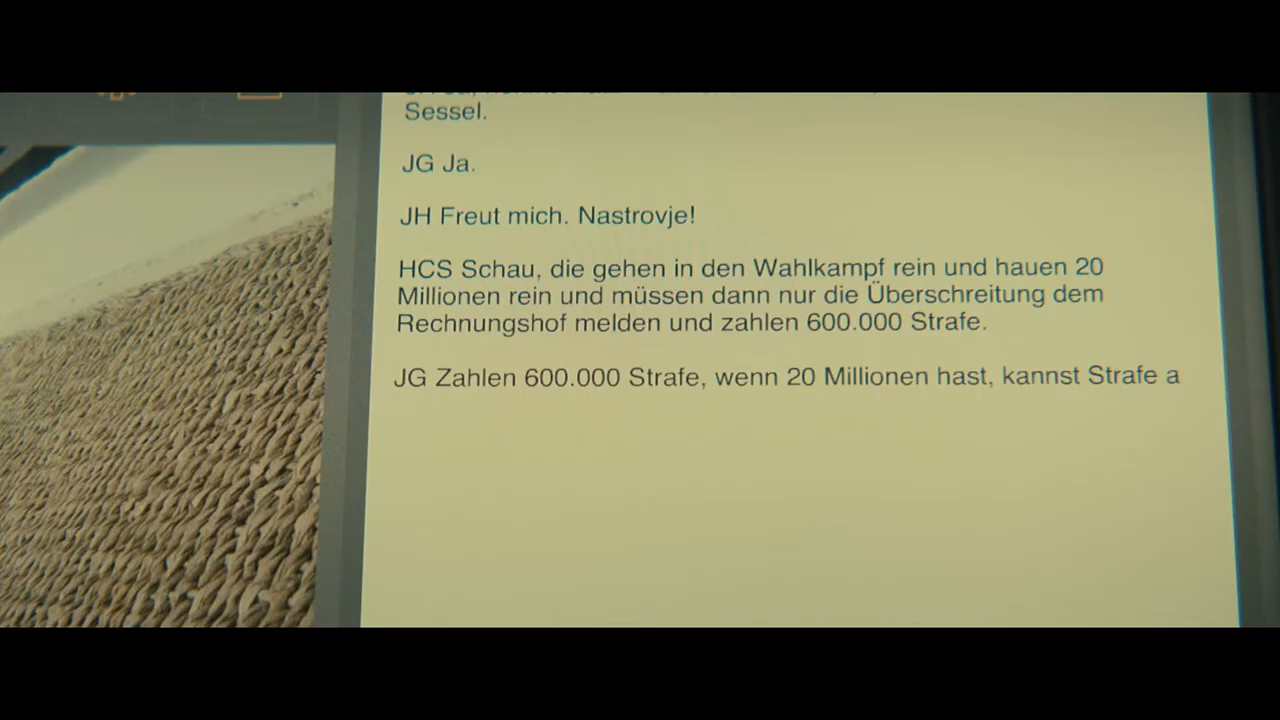 Sessel.
JG Ja.
JH Freut mich. Nastrovje!
HCS Schau, die gehen in den Wahlkampf rein und hauen 20
Millionen rein und müssen dann nur die Überschreitung dem
Rechnungshof melden und zahlen 600.000 Strafe.
JG Zahlen 600.000 Strafe, wenn 20 Millionen hast, kannst Strafe a